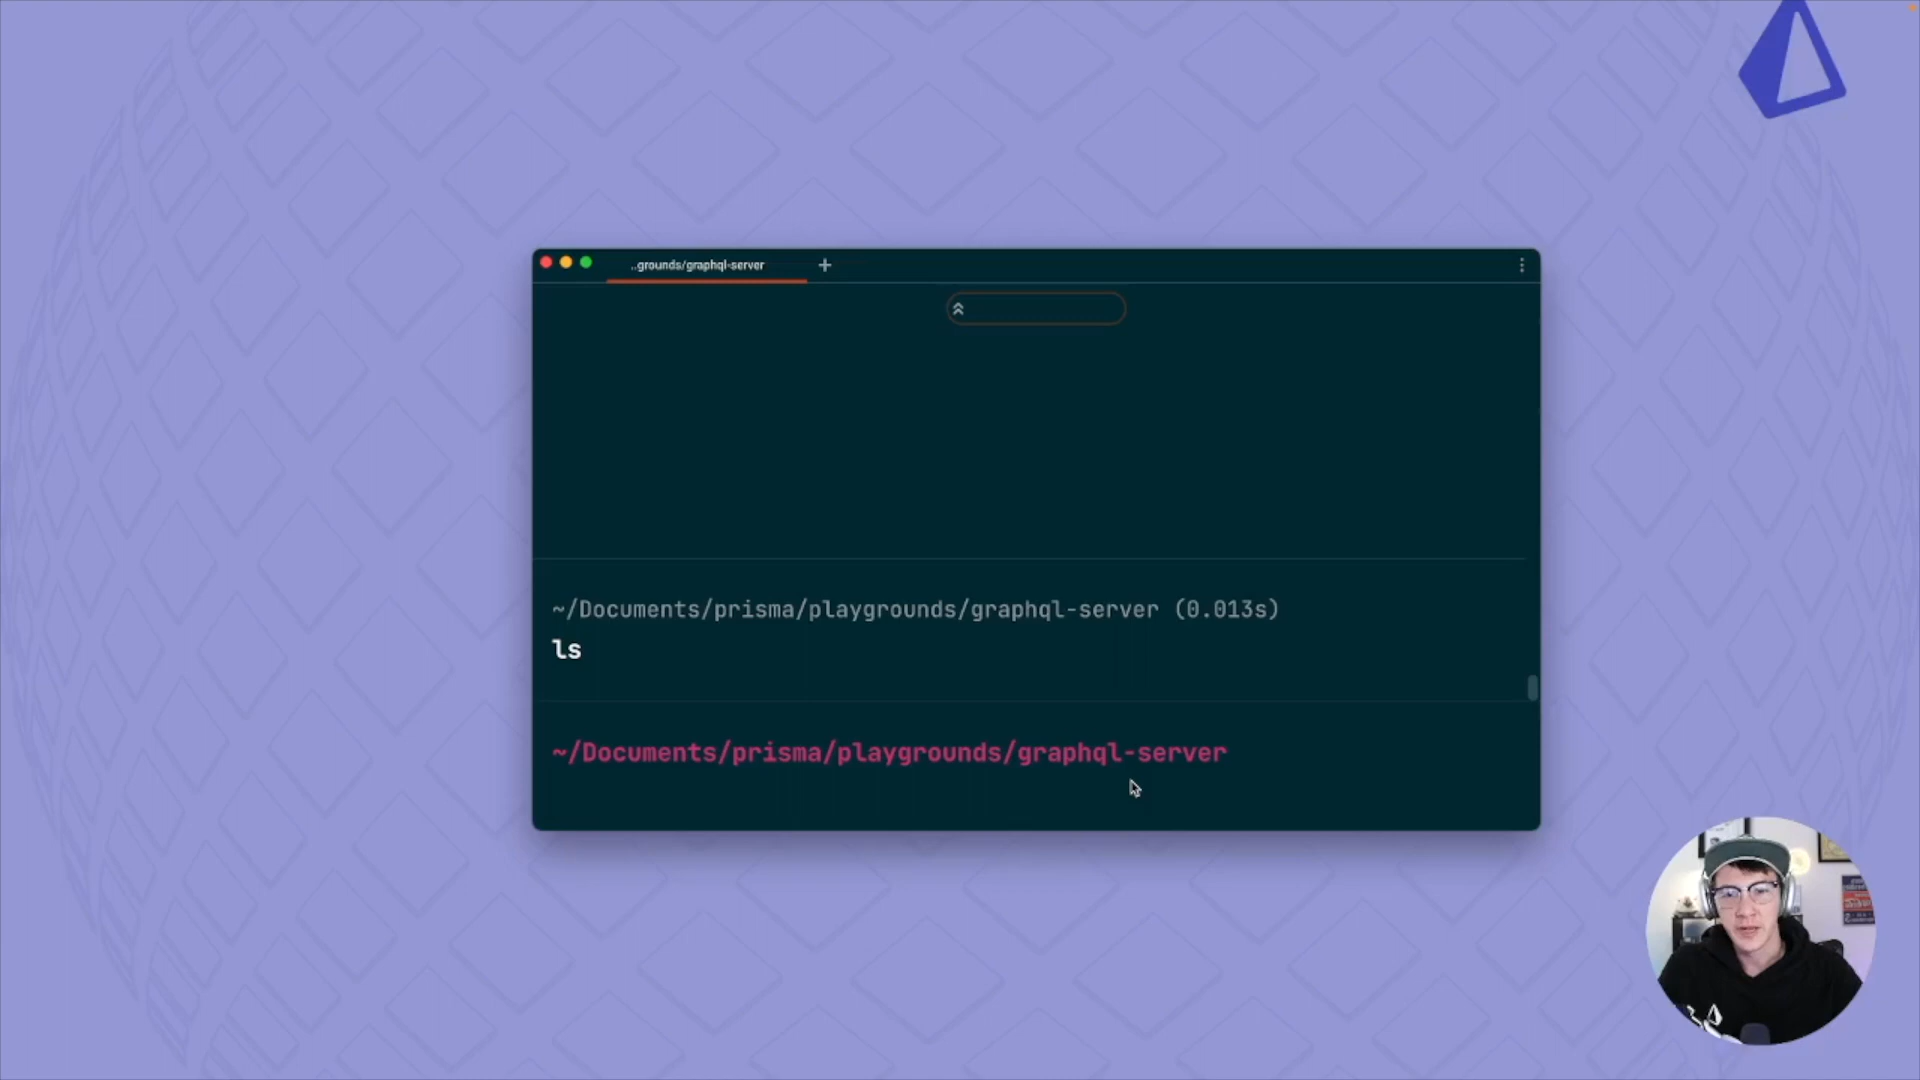 ..grounds/graphql-server
~/Documents/prisma/playgrounds/graphql-server (0.013s)
ls
~/Documents/prisma/playgrounds/graphql-server